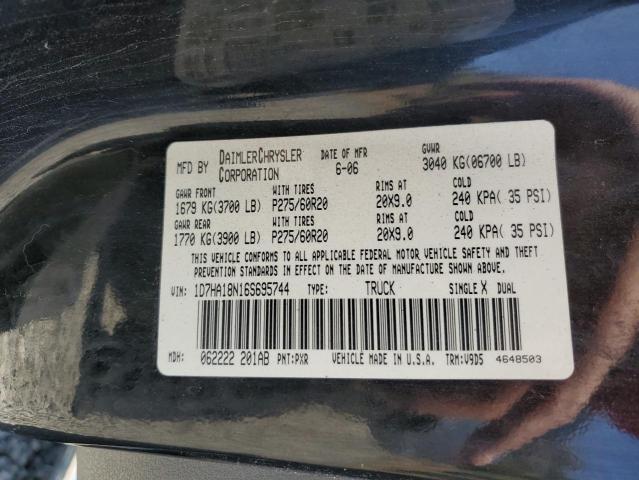 MFD BY DAIMLERCHRYSLER CORPORATION DATE OF MFR 6-06 GVWR 3040 KG(06700 LB)
GAWR FRONT WITH TIRES RIMS AT COLD
1679 KG(3700 LB) P275/60R20 20X9.0 240 KPA( 35 PSI)
GAWR REAR WITH TIRES RIMS AT COLD
1770 KG(3900 LB) P275/60R20 20X9.0 240 KPA( 35 PSI)
THIS VEHICLE CONFORMS TO ALL APPLICABLE FEDERAL MOTOR VEHICLE SAFETY AND THEFT
PREVENTION STANDARDS IN EFFECT ON THE DATE OF MANUFACTURE SHOWN ABOVE.
VIN: 1D7HA18N16S695744 TYPE: TRUCK SINGLE X DUAL
MDH: 062222 201AB PNT:PXR VEHICLE MADE IN U.S.A. TRM:V9D5 4648503